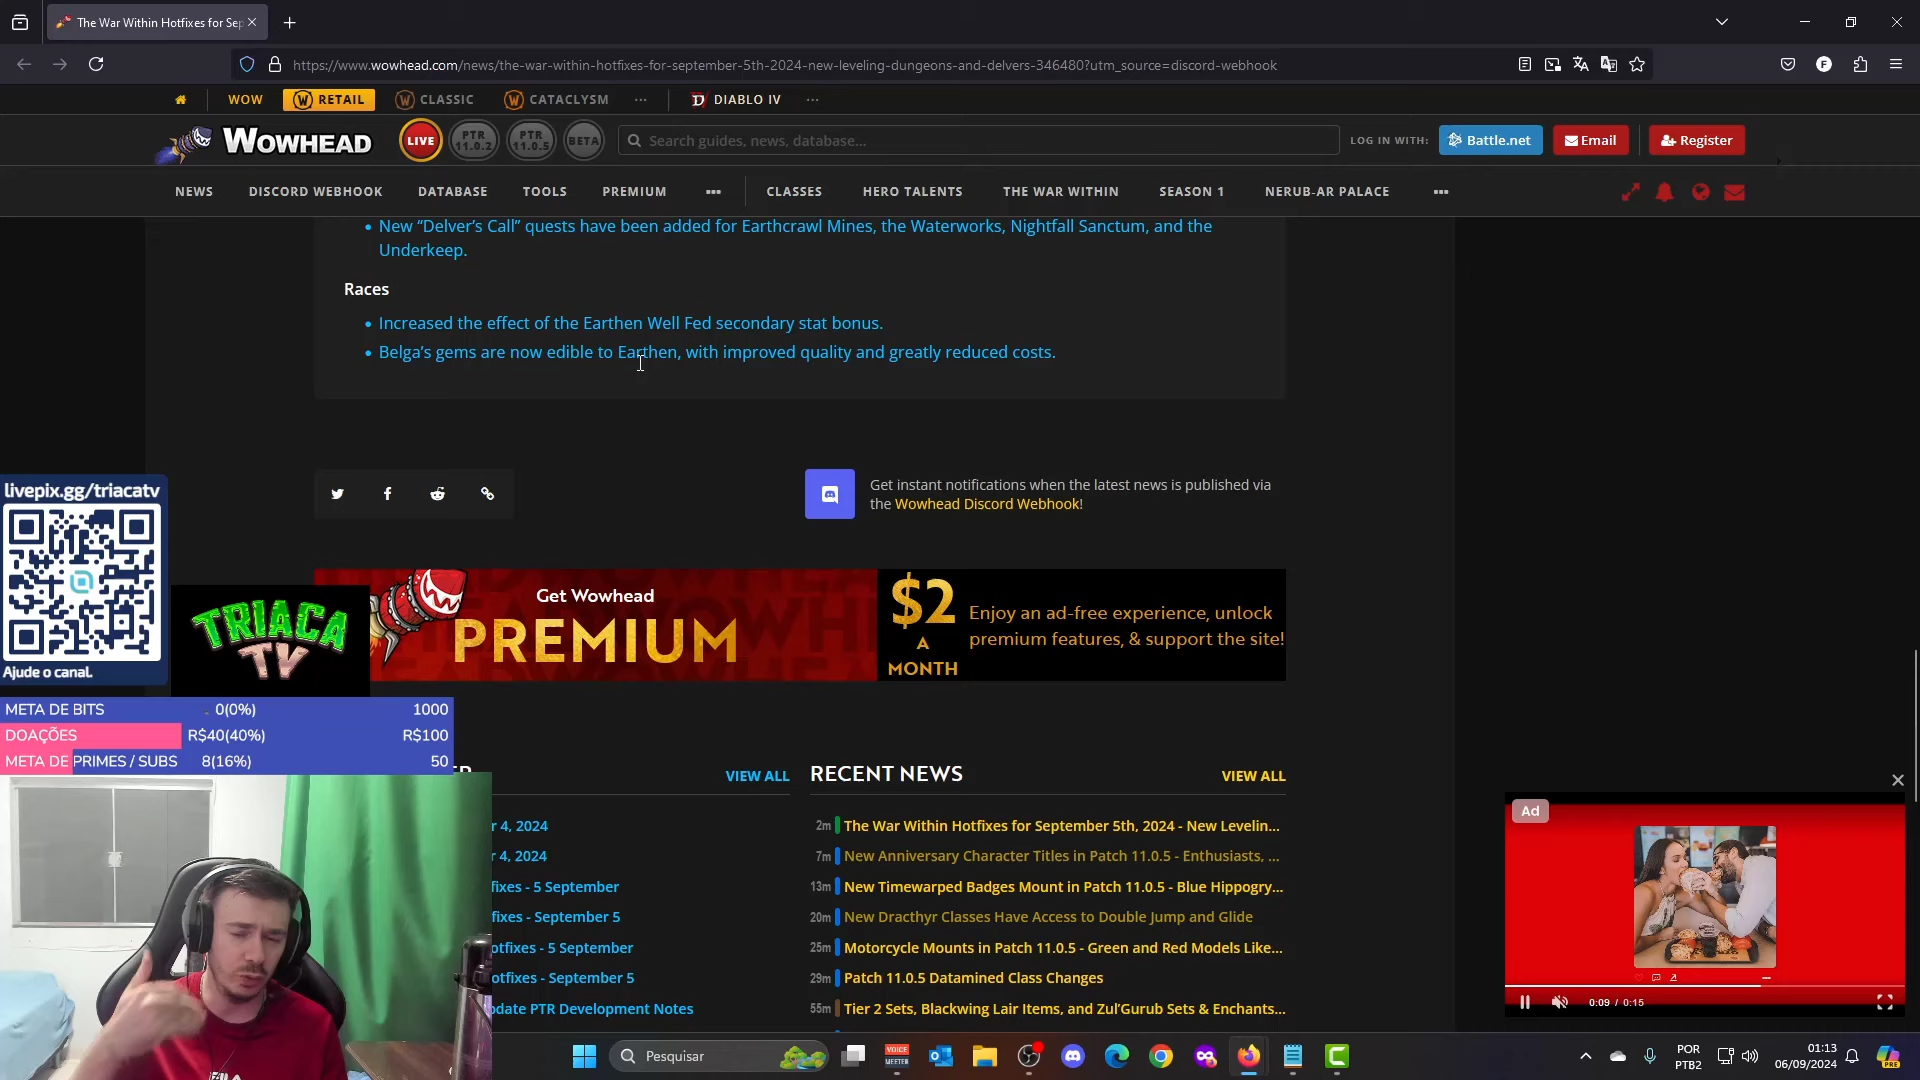 The War Within Hotfixes for Sep
https://www.wowhead.com/news/the-war-within-hotfixes-for-september-5th-2024-new-leveling-dungeons-and-delvers-346480?utm_source=discord-webhook
WOW RETAIL CLASSIC CATACLYSM ... DIABLO IV ...
WOWHEAD LIVE PTR 11.0.2 PTR 11.0.5 BETA Search guides, news, database... LOG IN WITH: Battle.net Email Register
NEWS DISCORD WEBHOOK DATABASE TOOLS PREMIUM ... CLASSES HERO TALENTS THE WAR WITHIN SEASON 1 NERUB-AR PALACE ...
• New “Delver’s Call” quests have been added for Earthcrawl Mines, the Waterworks, Nightfall Sanctum, and the
Underkeep.
Races
• Increased the effect of the Earthen Well Fed secondary stat bonus.
• Belga’s gems are now edible to Earthen, with improved quality and greatly reduced costs.
Get instant notifications when the latest news is published via
the Wowhead Discord Webhook!
livepix.gg/triacatv
Ajude o canal.
TRIACA
TV
Get Wowhead
PREMIUM
$2
A
MONTH
Enjoy an ad-free experience, unlock
premium features, & support the site!
META DE BITS 0(0%) 1000
DOAÇÕES R$40(40%) R$100
META DE PRIMES / SUBS 8(16%) 50
VIEW ALL
r 4, 2024
r 4, 2024
fixes - 5 September
fixes - September 5
otfixes - 5 September
otfixes - September 5
pdate PTR Development Notes
RECENT NEWS VIEW ALL
2m The War Within Hotfixes for September 5th, 2024 - New Levelin...
7m New Anniversary Character Titles in Patch 11.0.5 - Enthusiasts, ...
13m New Timewarped Badges Mount in Patch 11.0.5 - Blue Hippogry...
20m New Dracthyr Classes Have Access to Double Jump and Glide
25m Motorcycle Mounts in Patch 11.0.5 - Green and Red Models Like...
29m Patch 11.0.5 Datamined Class Changes
55m Tier 2 Sets, Blackwing Lair Items, and Zul’Gurub Sets & Enchants...
Ad
0:09 / 0:15
Pesquisar
VOICE
MEETER
POR
PTB2
01:13
06/09/2024
PRE